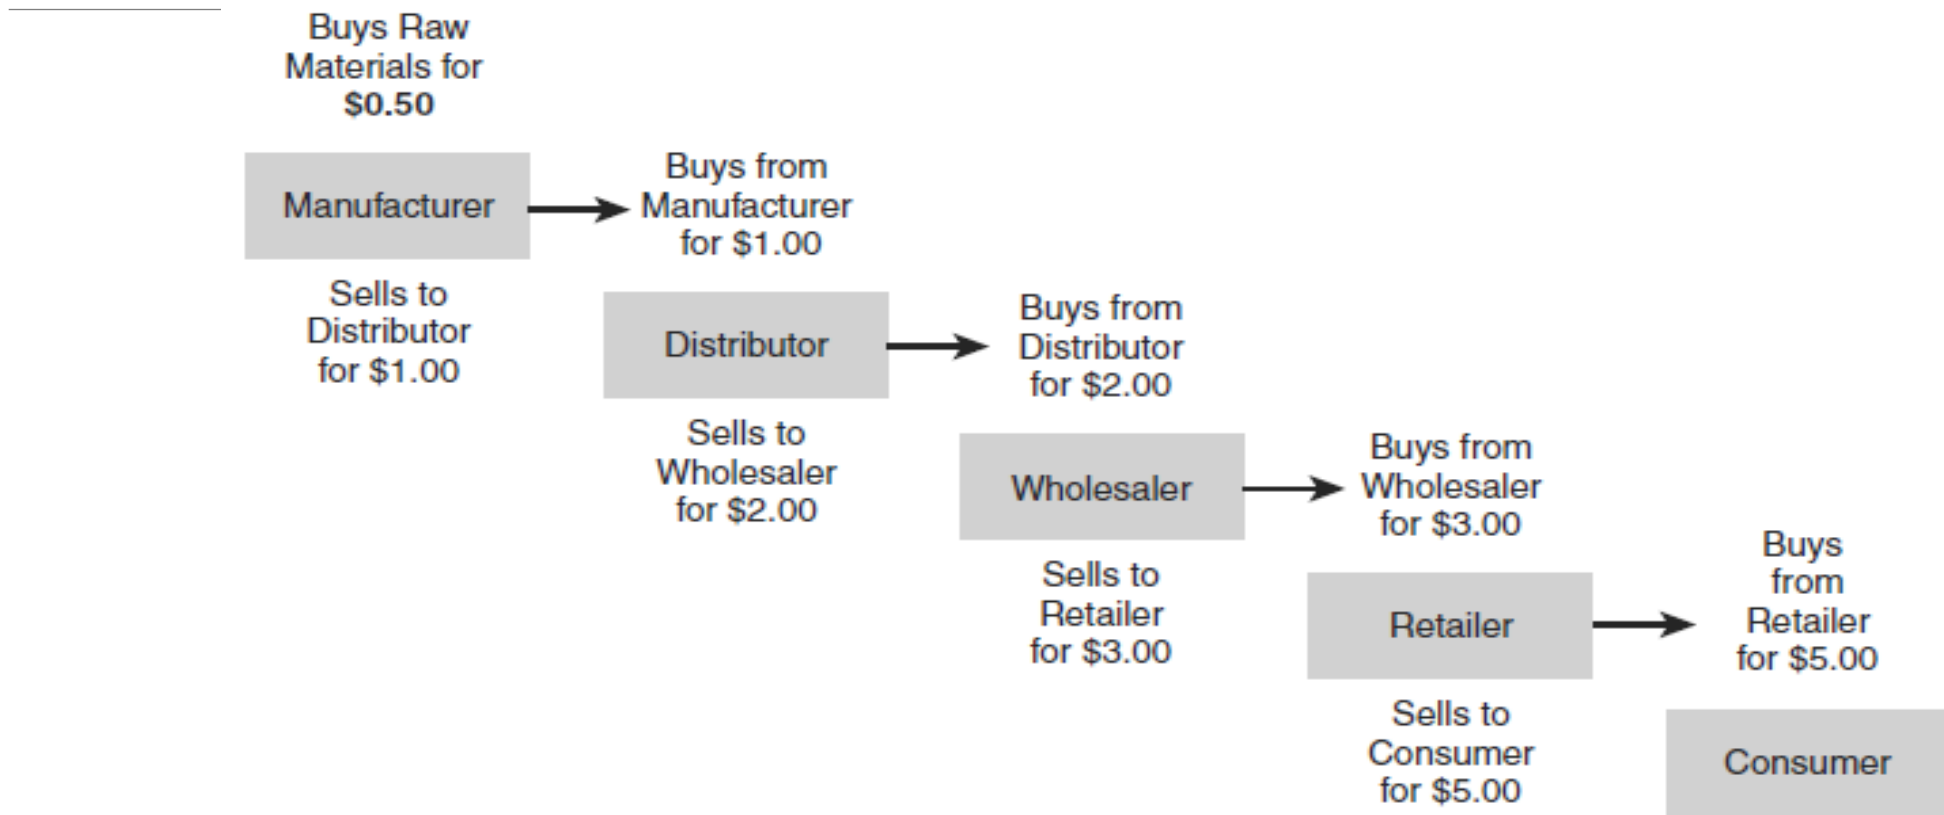 Buys Raw
Materials for
$0.50
Manufacturer
Sells to
Distributor
for $1.00
Buys from
Manufacturer
for $1.00
Distributor
Sells to
Wholesaler
for $2.00
Buys from
Distributor
for $2.00
Wholesaler
Sells to
Retailer
for $3.00
Buys from
Wholesaler
for $3.00
Retailer
Sells to
Consumer
for $5.00
Buys
from
Retailer
for $5.00
Consumer